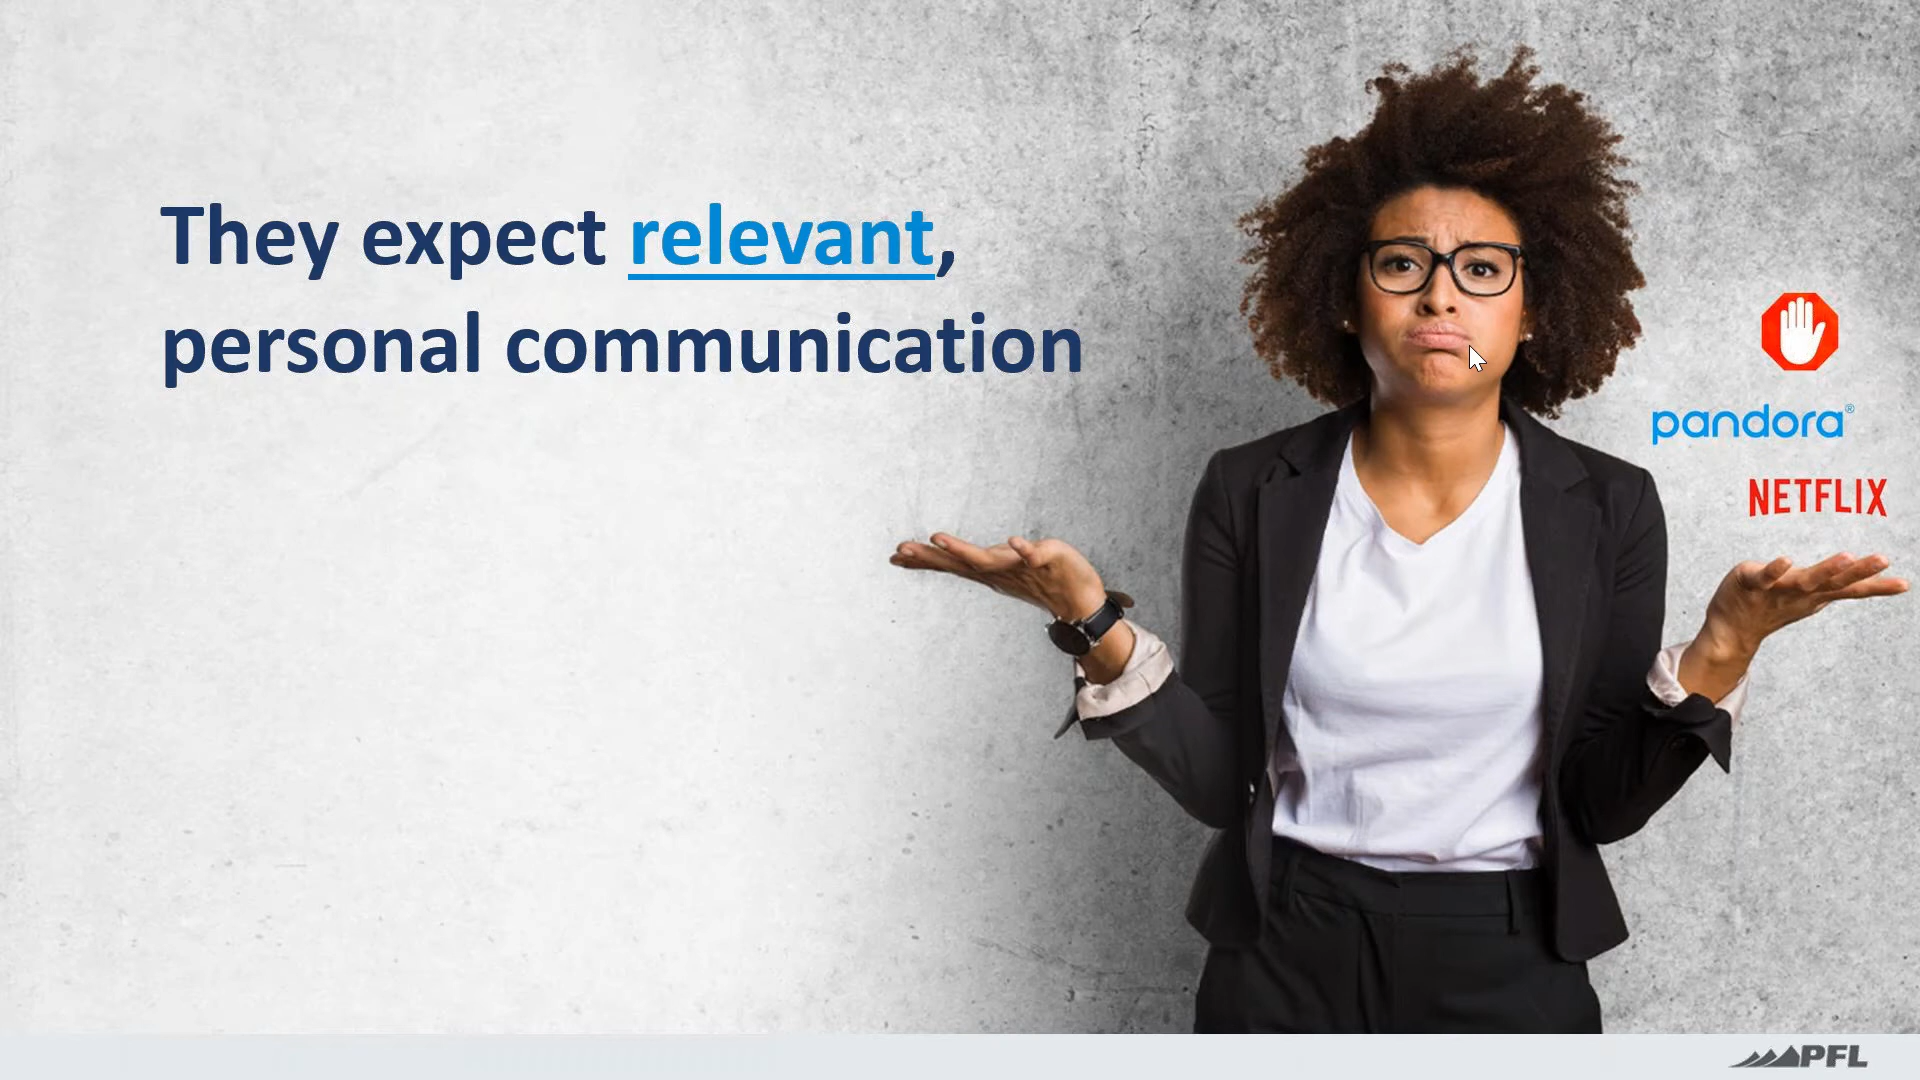 They expect relevant,
personal communication
pandora®
NETFLIX
PFL